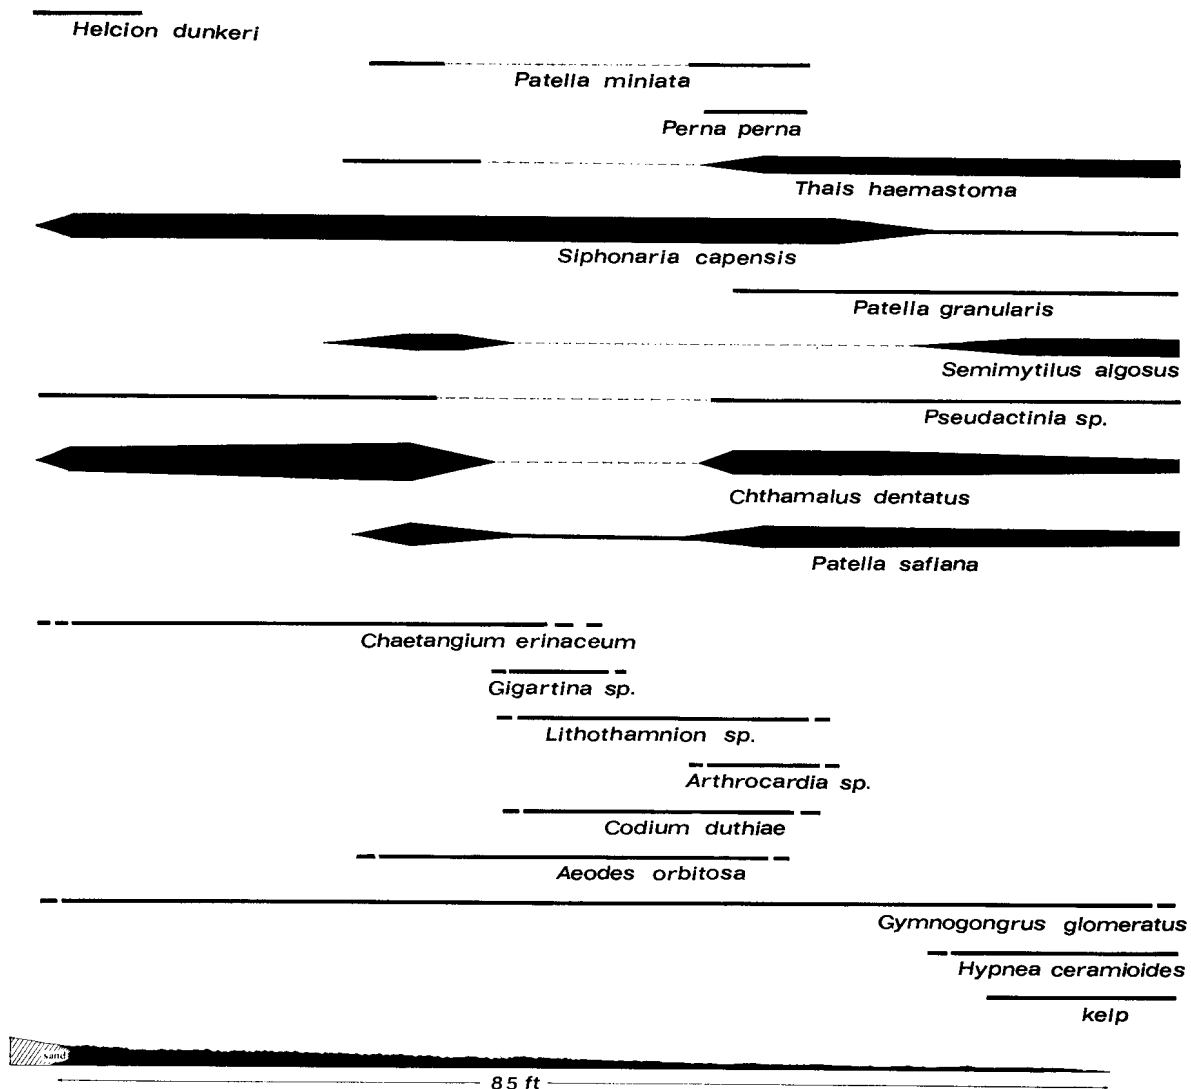 Helcion dunkeri
Patella miniata
Perna perna
Thais haemastoma
Siphonaria capensis
Patella granularis
Semimytilus algosus
Pseudactinia sp.
Chthamalus dentatus
Patella safiana
Chaetangium erinaceum
Gigartina sp.
Lithothamnion sp.
Arthrocardia sp.
Codium duthiae
Aeodes orbitosa
Gymnogongrus glomeratus
Hypnea ceramioides
kelp
sand
85 ft